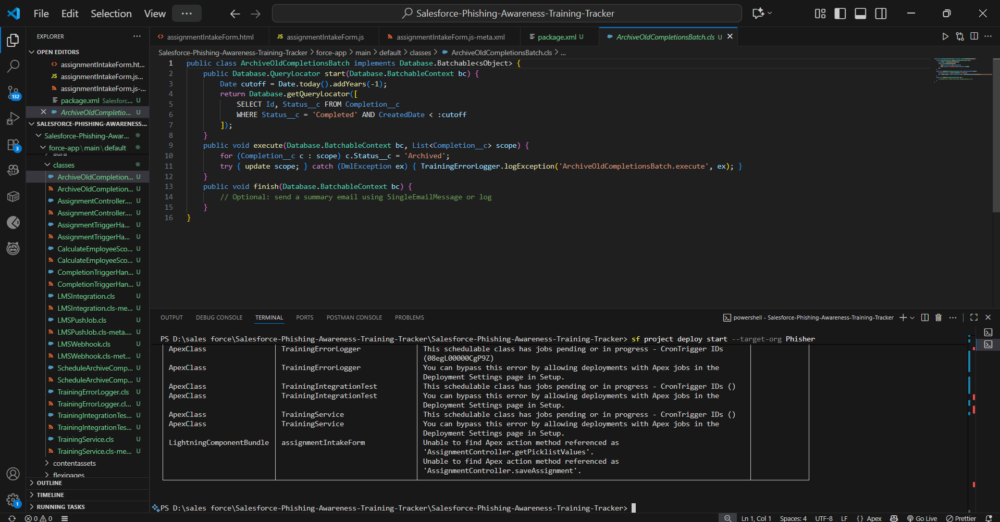 File Edit Selection View ...
Salesforce-Phishing-Awareness-Training-Tracker
EXPLORER
OPEN EDITORS
assignmentIntakeForm.ht...
assignmentIntakeForm.js...
assignmentIntakeForm.js-...
package.xml Salesforc... U
ArchiveOldCompletio... U
SALESFORCE-PHISHING-AWARENESS...
Salesforce-Phishing-Awar...
force-app\main\default
aura
classes
ArchiveOldCompletion... U
ArchiveOldCompletion... U
AssignmentController.... U
AssignmentController.... U
AssignmentTriggerHa... U
AssignmentTriggerHa... U
CalculateEmployeeSco... U
CalculateEmployeeSco... U
CompletionTriggerHan... U
CompletionTriggerHan... U
LMSIntegration.cls U
LMSIntegration.cls-me... U
LMSPushJob.cls U
LMSPushJob.cls-meta.... U
LMSWebhook.cls U
LMSWebhook.cls-met... U
ScheduleArchiveComp... U
ScheduleArchiveComp... U
TrainingErrorLogger.cls U
TrainingErrorLogger.cl... U
TrainingIntegrationTes... U
TrainingIntegrationTes... U
TrainingService.cls U
TrainingService.cls-me... U
contentassets
flexipages
OUTLINE
TIMELINE
RUNNING TASKS
132
3
1
assignmentIntakeForm.html
JS assignmentIntakeForm.js
assignmentIntakeForm.js-meta.xml
package.xml U
ArchiveOldCompletionsBatch.cls U
Salesforce-Phishing-Awareness-Training-Tracker > force-app > main > default > classes > ArchiveOldCompletionsBatch.cls > ...
1 public class ArchiveOldCompletionsBatch implements Database.Batchable<sObject> {
2 public Database.QueryLocator start(Database.BatchableContext bc) {
3 Date cutoff = Date.today().addYears(-1);
4 return Database.getQueryLocator([
5 SELECT Id, Status__c FROM Completion__c
6 WHERE Status__c = 'Completed' AND CreatedDate < :cutoff
7 ]);
8 }
9 public void execute(Database.BatchableContext bc, List<Completion__c> scope) {
10 for (Completion__c c : scope) c.Status__c = 'Archived';
11 try { update scope; } catch (DmlException ex) { TrainingErrorLogger.logException('ArchiveOldCompletionsBatch.execute', ex); }
12 }
13 public void finish(Database.BatchableContext bc) {
14 // Optional: send a summary email using SingleEmailMessage or log
15 }
16 }
OUTPUT DEBUG CONSOLE TERMINAL PORTS POSTMAN CONSOLE PROBLEMS
powershell - Salesforce-Phishing-Awareness-Training-Tracker
PS D:\sales force\Salesforce-Phishing-Awareness-Training-Tracker\Salesforce-Phishing-Awareness-Training-Tracker> sf project deploy start --target-org Phisher
ApexClass TrainingErrorLogger This schedulable class has jobs pending or in progress - CronTrigger IDs
(08egL00000CgP9Z)
ApexClass TrainingErrorLogger You can bypass this error by allowing deployments with Apex jobs in the
Deployment Settings page in Setup.
ApexClass TrainingIntegrationTest This schedulable class has jobs pending or in progress - CronTrigger IDs ()
ApexClass TrainingIntegrationTest You can bypass this error by allowing deployments with Apex jobs in the
Deployment Settings page in Setup.
ApexClass TrainingService This schedulable class has jobs pending or in progress - CronTrigger IDs ()
ApexClass TrainingService You can bypass this error by allowing deployments with Apex jobs in the
Deployment Settings page in Setup.
LightningComponentBundle assignmentIntakeForm Unable to find Apex action method referenced as
'AssignmentController.getPicklistValues'.
Unable to find Apex action method referenced as
'AssignmentController.saveAssignment'.
PS D:\sales force\Salesforce-Phishing-Awareness-Training-Tracker\Salesforce-Phishing-Awareness-Training-Tracker>
0 0
Ln 1, Col 1 Spaces: 4 UTF-8 LF {} Apex Go Live Prettier